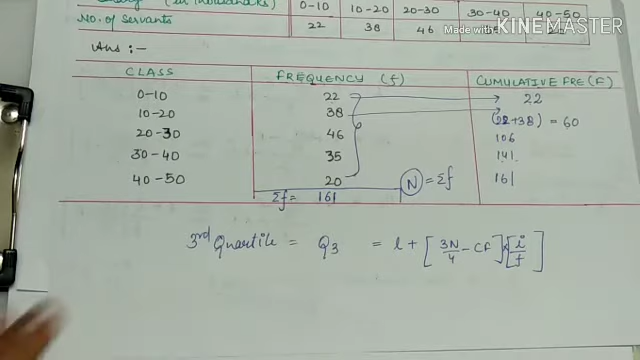 (in thousands) 0-10 10-20 20-30 30-40 40-50
No. of Servants 22 38 46
Made with KINEMASTER
Ans :-
CLASS FREQUENCY (f) CUMULATIVE FRE (F)
0-10 22 22
10-20 38 (22+38) = 60
20-30 46 106
30-40 35 141
40-50 20 N = Σf 161
Σf = 161
3rd Quartile = Q3 = l + [3N/4 - CF] × [i/f]